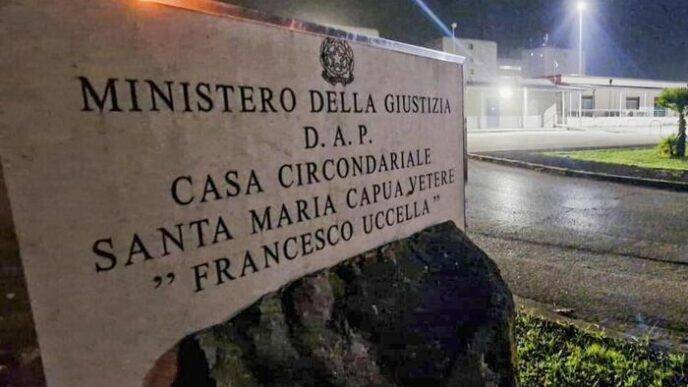 MINISTERO DELLA GIUSTIZIA
D. A. P.
CASA CIRCONDARIALE
SANTA MARIA CAPUA VETERE
” FRANCESCO UCCELLA ”